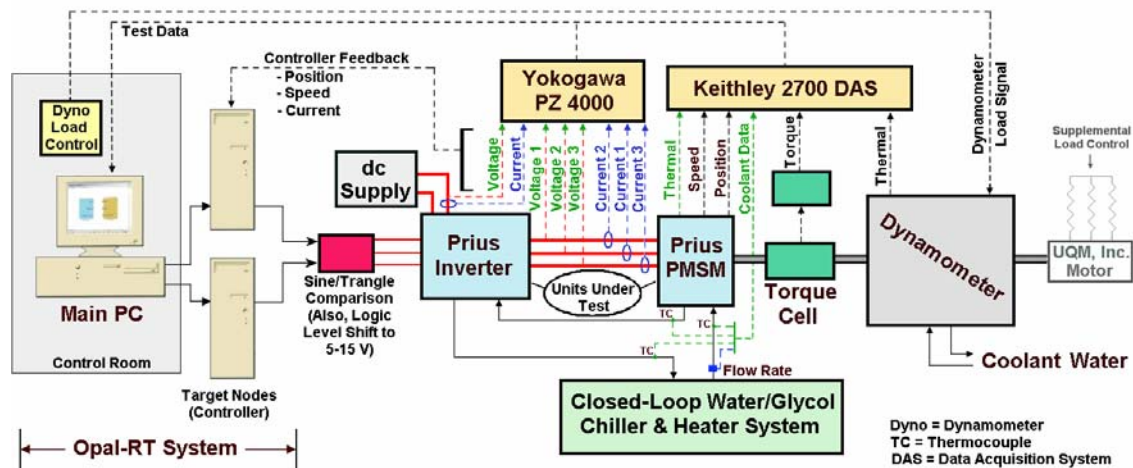 Test Data
Controller Feedback
- Position
- Speed
- Current
Dyno
Load
Control
Main PC
Control Room
Target Nodes
(Controller)
Opal-RT System
Sine/Trangle
Comparison
(Also, Logic
Level Shift to
5-15 V)
dc
Supply
Yokogawa
PZ 4000
Voltage
Current
Voltage 1
Voltage 2
Voltage 3
Current 2
Current 1
Current 3
Prius
Inverter
Units Under
Test
Prius
PMSM
Keithley 2700 DAS
Thermal
Speed
Position
Coolant Data
Torque
Thermal
Dynamometer
Load Signal
Torque
Cell
Dynamometer
Supplemental
Load Control
UQM, Inc.
Motor
Coolant Water
TC
TC
TC
Flow Rate
Closed-Loop Water/Glycol
Chiller & Heater System
Dyno = Dynamometer
TC = Thermocouple
DAS = Data Acquisition System